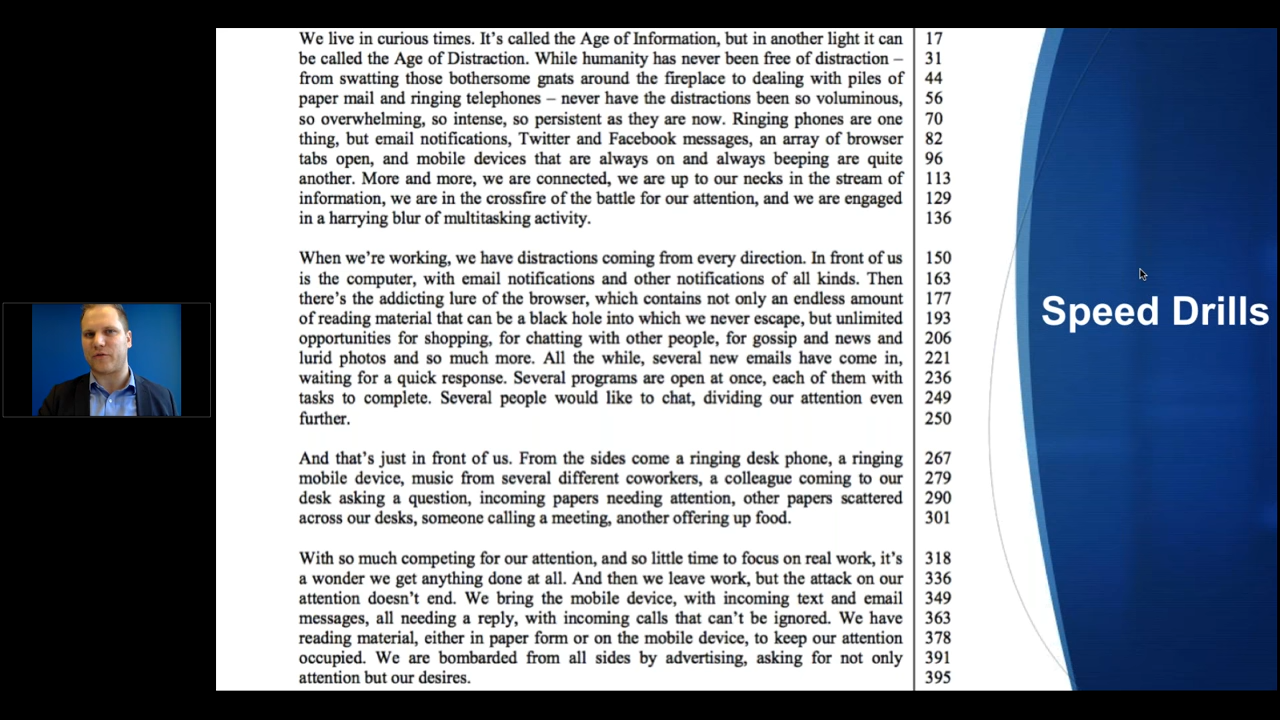 We live in curious times. It's called the Age of Information, but in another light it can 17
be called the Age of Distraction. While humanity has never been free of distraction – 31
from swatting those bothersome gnats around the fireplace to dealing with piles of 44
paper mail and ringing telephones – never have the distractions been so voluminous, 56
so overwhelming, so intense, so persistent as they are now. Ringing phones are one 70
thing, but email notifications, Twitter and Facebook messages, an array of browser 82
tabs open, and mobile devices that are always on and always beeping are quite 96
another. More and more, we are connected, we are up to our necks in the stream of 113
information, we are in the crossfire of the battle for our attention, and we are engaged 129
in a harrying blur of multitasking activity. 136
When we're working, we have distractions coming from every direction. In front of us 150
is the computer, with email notifications and other notifications of all kinds. Then 163
there's the addicting lure of the browser, which contains not only an endless amount 177
of reading material that can be a black hole into which we never escape, but unlimited 193
opportunities for shopping, for chatting with other people, for gossip and news and 206
lurid photos and so much more. All the while, several new emails have come in, 221
waiting for a quick response. Several programs are open at once, each of them with 236
tasks to complete. Several people would like to chat, dividing our attention even 249
further. 250
And that's just in front of us. From the sides come a ringing desk phone, a ringing 267
mobile device, music from several different coworkers, a colleague coming to our 279
desk asking a question, incoming papers needing attention, other papers scattered 290
across our desks, someone calling a meeting, another offering up food. 301
With so much competing for our attention, and so little time to focus on real work, it's 318
a wonder we get anything done at all. And then we leave work, but the attack on our 336
attention doesn't end. We bring the mobile device, with incoming text and email 349
messages, all needing a reply, with incoming calls that can't be ignored. We have 363
reading material, either in paper form or on the mobile device, to keep our attention 378
occupied. We are bombarded from all sides by advertising, asking for not only 391
attention but our desires. 395
Speed Drills